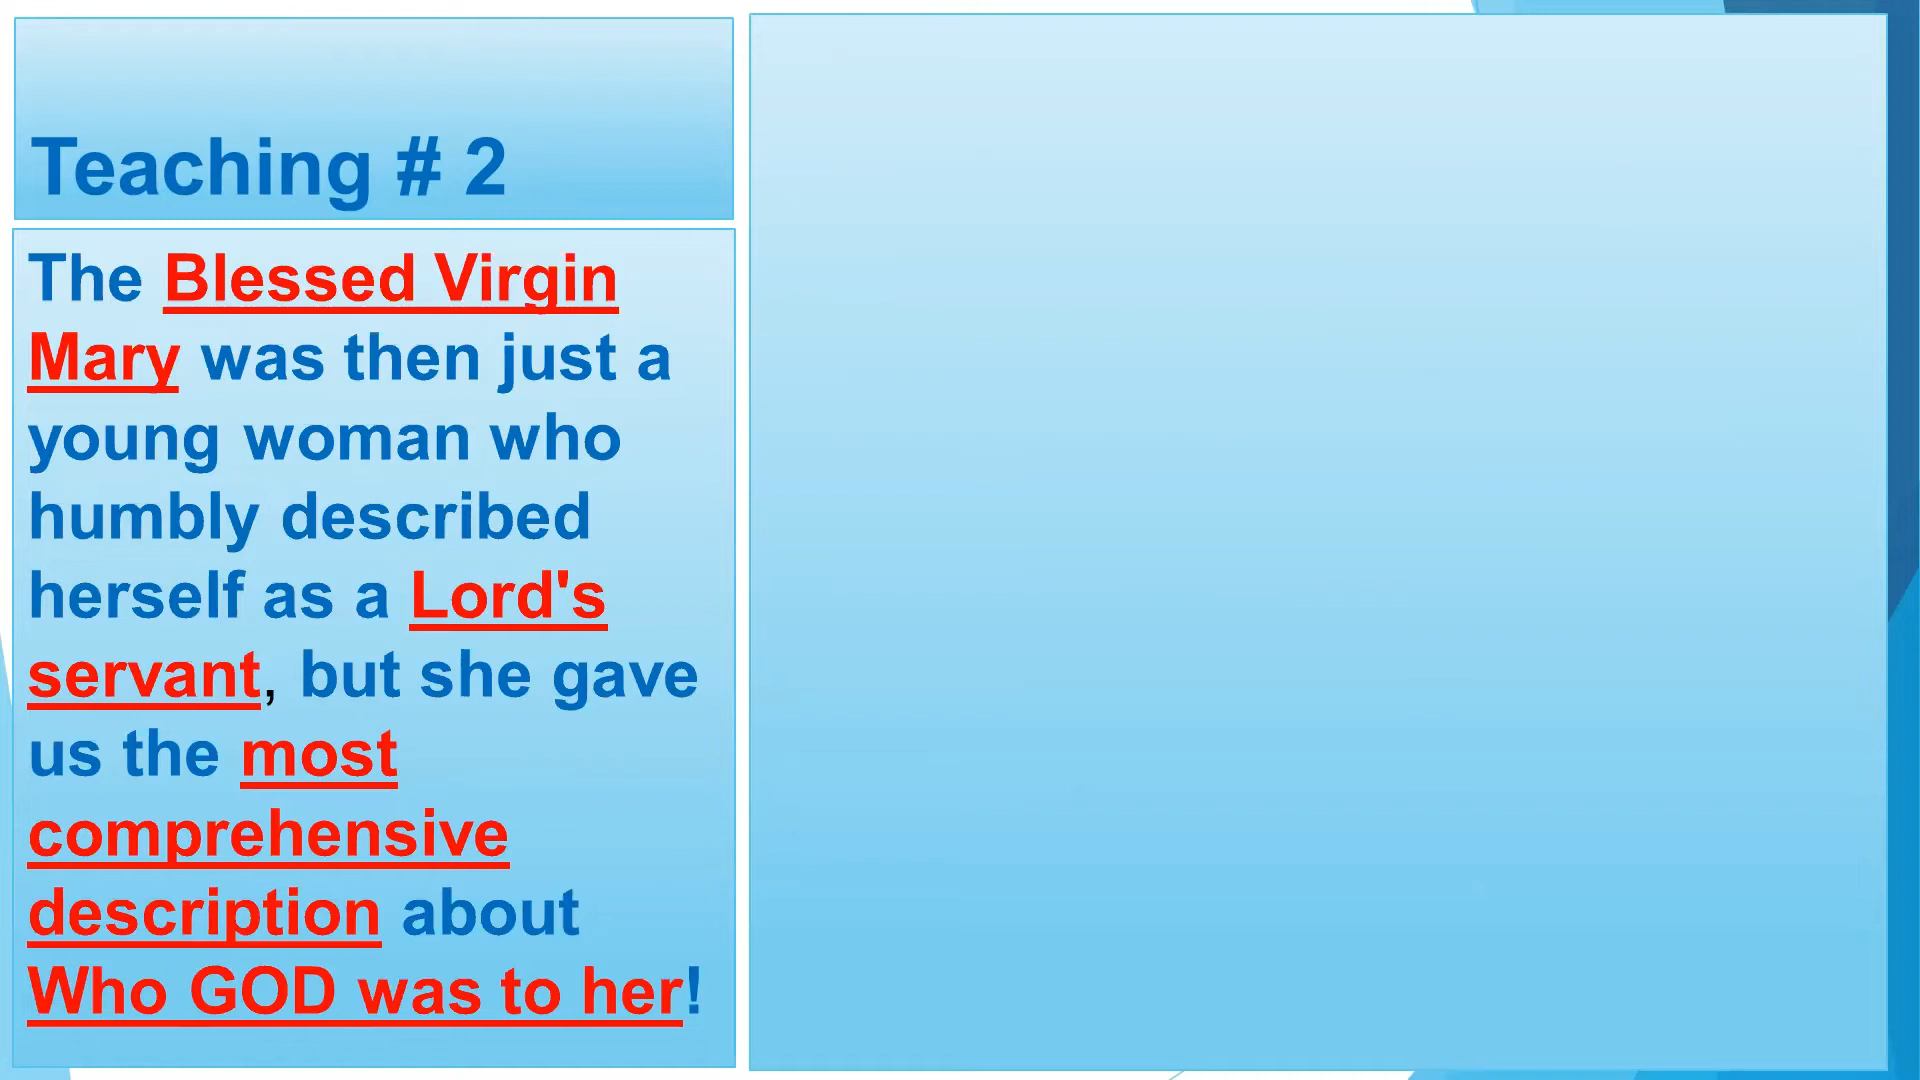 Teaching # 2
The Blessed Virgin
Mary was then just a
young woman who
humbly described
herself as a Lord's
servant, but she gave
us the most
comprehensive
description about
Who GOD was to her!